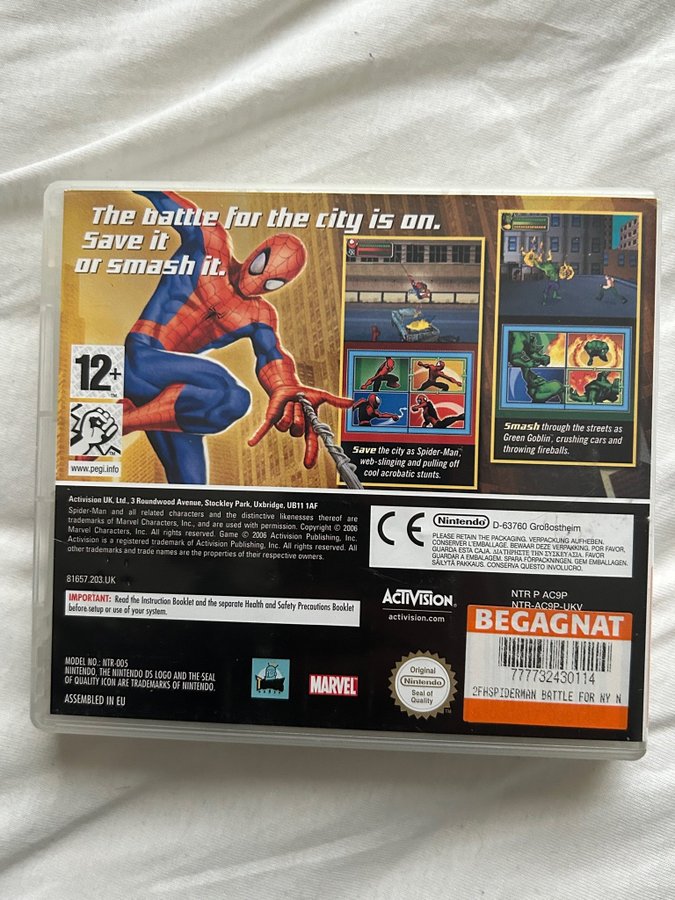 The battle for the city is on.
Save it
or smash it.
12+
www.pegi.info
Save the city as Spider-Man,
web-slinging and pulling off
cool acrobatic stunts.
Smash through the streets as
Green Goblin, crushing cars and
throwing fireballs.
Activision UK, Ltd., 3 Roundwood Avenue, Stockley Park, Uxbridge, UB11 1AF
Spider-Man and all related characters and the distinctive likenesses thereof are
trademarks of Marvel Characters, Inc., and are used with permission. Copyright © 2006
Marvel Characters, Inc. All rights reserved. Game © 2006 Activision Publishing, Inc.
Activision is a registered trademark of Activision Publishing, Inc. All rights reserved. All
other trademarks and trade names are the properties of their respective owners.
81657.203.UK
IMPORTANT: Read the Instruction Booklet and the separate Health and Safety Precautions Booklet
before setup or use of your system.
MODEL NO.: NTR-005
NINTENDO, THE NINTENDO DS LOGO AND THE SEAL
OF QUALITY ICON ARE TRADEMARKS OF NINTENDO.
ASSEMBLED IN EU
MARVEL
CE Nintendo D-63760 Großostheim
PLEASE RETAIN THE PACKAGING. VERPACKUNG AUFHEBEN.
CONSERVER L'EMBALLAGE. BEWAAR DEZE VERPAKKING. POR FAVOR,
GUARDA ESTA CAJA. ΔΙΑΤΗΡΗΣΤΕ ΤΗΝ ΣΥΣΚΕΥΑΣΙΑ. FAVOR
GUARDAR A EMBALAGEM. SPARA FÖRPACKNINGEN. GEM EMBALLAGEN.
SÄLYTÄ PAKKAUS. CONSERVA QUESTO INVOLUCRO.
ACTIVISION.
activision.com
NTR P AC9P
NTR-AC9P-UKV
Original
Nintendo
Seal of
Quality
BEGAGNAT
777732430114
2FHSPIDERMAN BATTLE FOR NY N